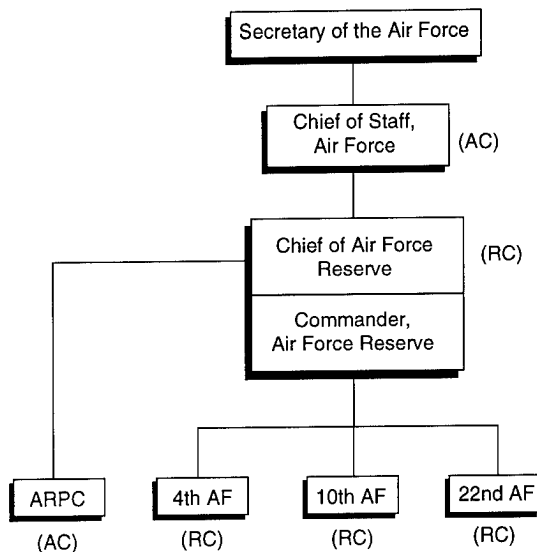 Secretary of the Air Force
Chief of Staff,
Air Force
(AC)
Chief of Air Force
Reserve
(RC)
Commander,
Air Force Reserve
ARPC
4th AF
10th AF
22nd AF
(AC)
(RC)
(RC)
(RC)